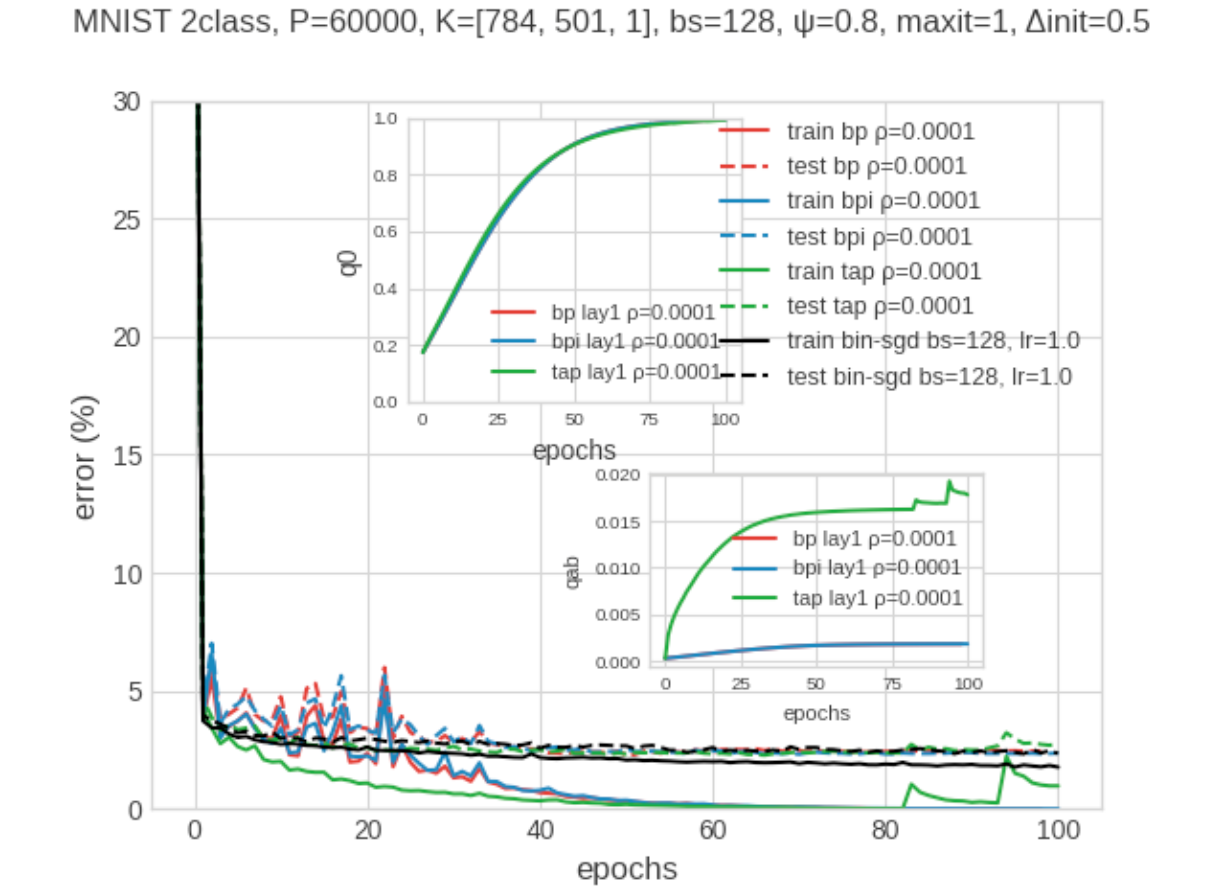 MNIST 2class, P=60000, K=[784, 501, 1], bs=128, ψ=0.8, maxit=1, Δinit=0.5
error (%)
30
25
20
15
10
5
0
0
20
40
60
80
100
epochs
q0
1.0
0.8
0.6
0.4
0.2
0.0
bp lay1 ρ=0.0001
bpi lay1 ρ=0.0001
tap lay1 ρ=0.0001
0
25
50
75
100
epochs
train bp ρ=0.0001
test bp ρ=0.0001
train bpi ρ=0.0001
test bpi ρ=0.0001
train tap ρ=0.0001
test tap ρ=0.0001
train bin-sgd bs=128, lr=1.0
test bin-sgd bs=128, lr=1.0
qab
0.020
0.015
0.010
0.005
0.000
bp lay1 ρ=0.0001
bpi lay1 ρ=0.0001
tap lay1 ρ=0.0001
0
25
50
75
100
epochs